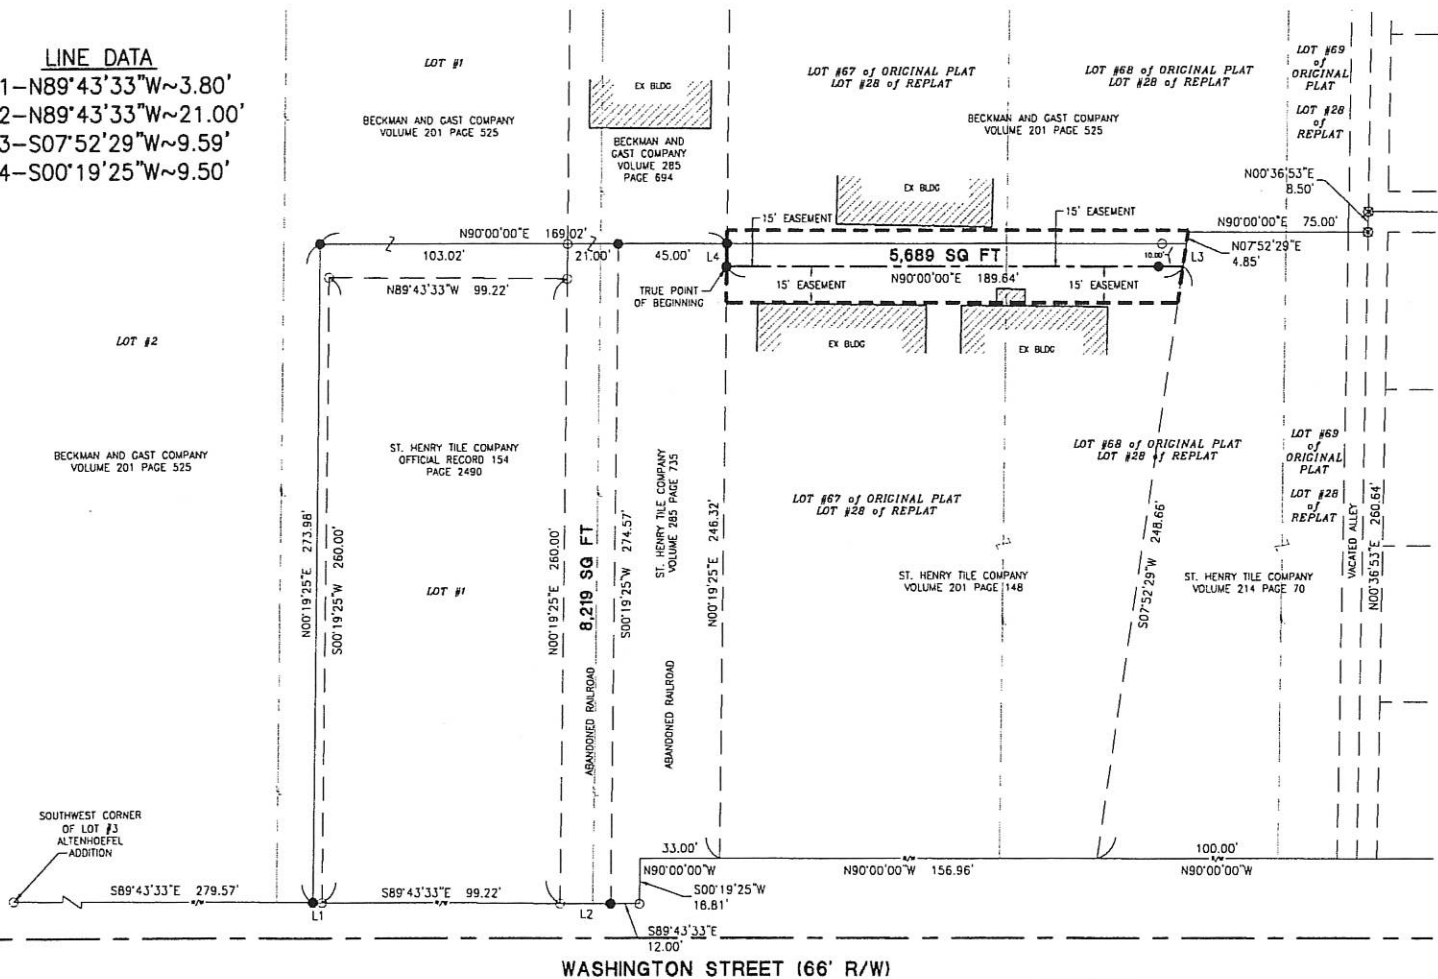 LINE DATA
1-N89°43'33"W~3.80'
2-N89°43'33"W~21.00'
3-S07°52'29"W~9.59'
4-S00°19'25"W~9.50'
LOT #1
BECKMAN AND GAST COMPANY
VOLUME 201 PAGE 525
EX BLDG
BECKMAN AND
GAST COMPANY
VOLUME 285
PAGE 694
LOT #67 of ORIGINAL PLAT
LOT #28 of REPLAT
LOT #68 of ORIGINAL PLAT
LOT #28 of REPLAT
BECKMAN AND GAST COMPANY
VOLUME 201 PAGE 525
LOT #69
of
ORIGINAL
PLAT
LOT #28
of
REPLAT
N00°36'53"E
8.50'
EX BLDG
15' EASEMENT
15' EASEMENT
N90°00'00"E 75.00'
N90°00'00"E 169.02'
103.02'
21.00'
45.00'
L4
5,689 SQ FT
10.00'
L3
N07°52'29"E
4.85'
N89°43'33"W 99.22'
TRUE POINT
OF BEGINNING
15' EASEMENT
N90°00'00"E 189.64'
15' EASEMENT
EX BLDG
EX BLDG
LOT #2
BECKMAN AND GAST COMPANY
VOLUME 201 PAGE 525
ST. HENRY TILE COMPANY
OFFICIAL RECORD 154
PAGE 2490
LOT #1
N00°19'25"E 273.98'
S00°19'25"W 260.00'
N00°19'25"E 260.00'
8,219 SQ FT
ABANDONED RAILROAD
S00°19'25"W 274.57'
ST. HENRY TILE COMPANY
VOLUME 285 PAGE 735
ABANDONED RAILROAD
N00°19'25"E 246.32'
LOT #67 of ORIGINAL PLAT
LOT #28 of REPLAT
LOT #68 of ORIGINAL PLAT
LOT #28 of REPLAT
ST. HENRY TILE COMPANY
VOLUME 201 PAGE 148
S07°52'29"W 248.66'
ST. HENRY TILE COMPANY
VOLUME 214 PAGE 70
LOT #69
of
ORIGINAL
PLAT
LOT #28
of
REPLAT
VACATED ALLEY
N00°36'53"E 260.64'
SOUTHWEST CORNER
OF LOT #3
ALTENHOEFEL
ADDITION
S89°43'33"E 279.57'
L1
S89°43'33"E 99.22'
L2
33.00'
N90°00'00"W
S00°19'25"W
18.81'
S89°43'33"E
12.00'
N90°00'00"W 156.96'
100.00'
N90°00'00"W
WASHINGTON STREET (66' R/W)